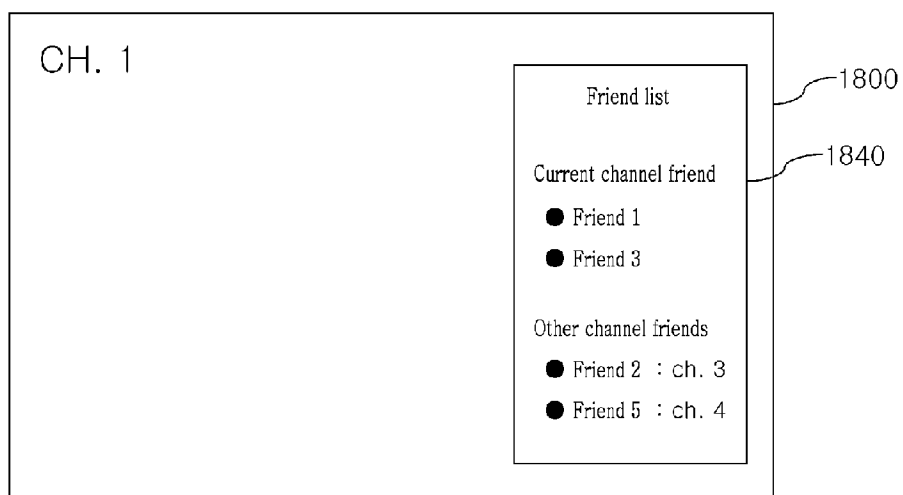 CH. 1
Friend list
1800
1840
Current channel friend
● Friend 1
● Friend 3
Other channel friends
● Friend 2 : ch. 3
● Friend 5 : ch. 4